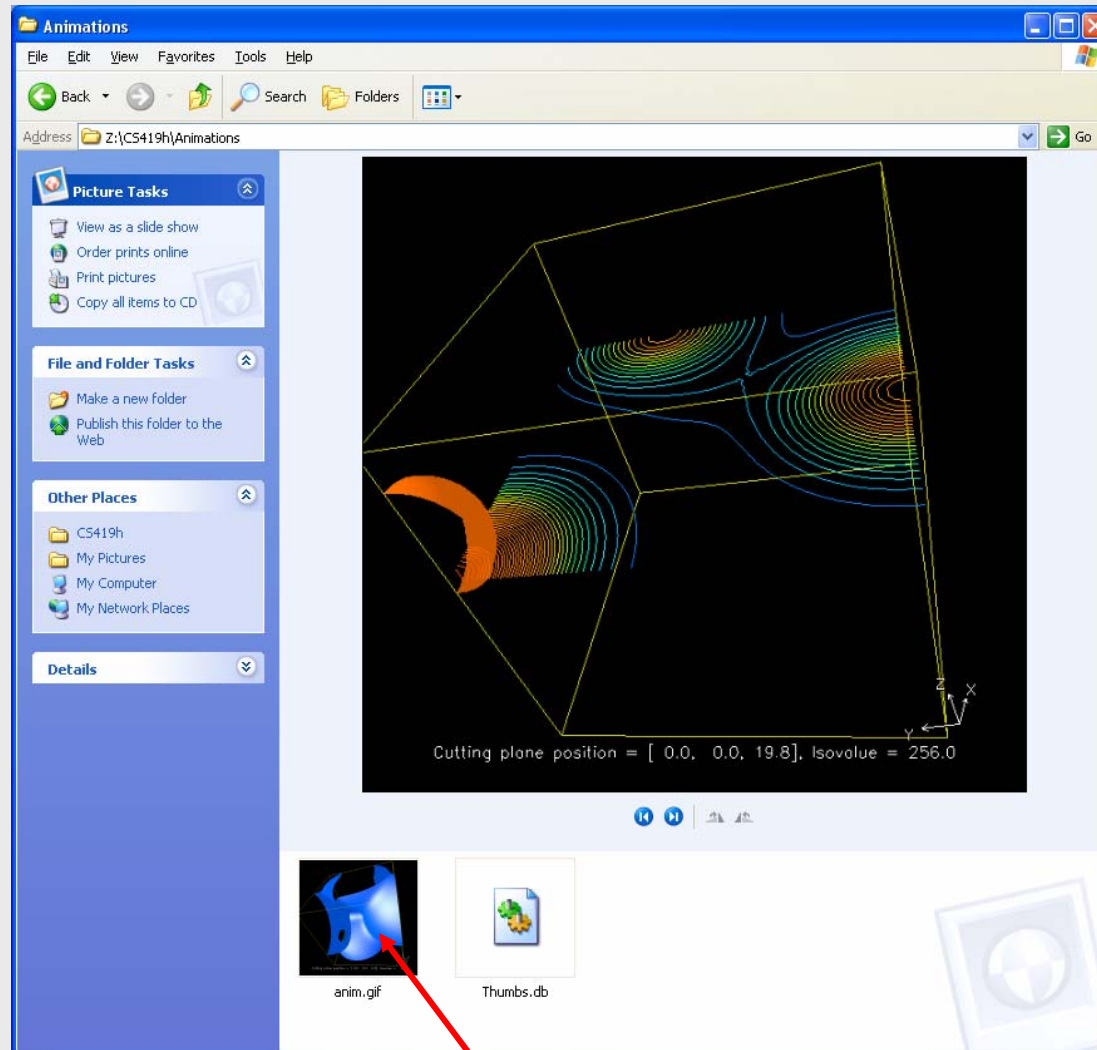 Animations
File Edit View Favorites Tools Help
Back Search Folders
Address Z:\CS419h\Animations Go
Picture Tasks
View as a slide show
Order prints online
Print pictures
Copy all items to CD
File and Folder Tasks
Make a new folder
Publish this folder to the
Web
Other Places
CS419h
My Pictures
My Computer
My Network Places
Details
Z X
Y
Cutting plane position = [ 0.0, 0.0, 19.8], Isovalue = 256.0
anim.gif Thumbs.db